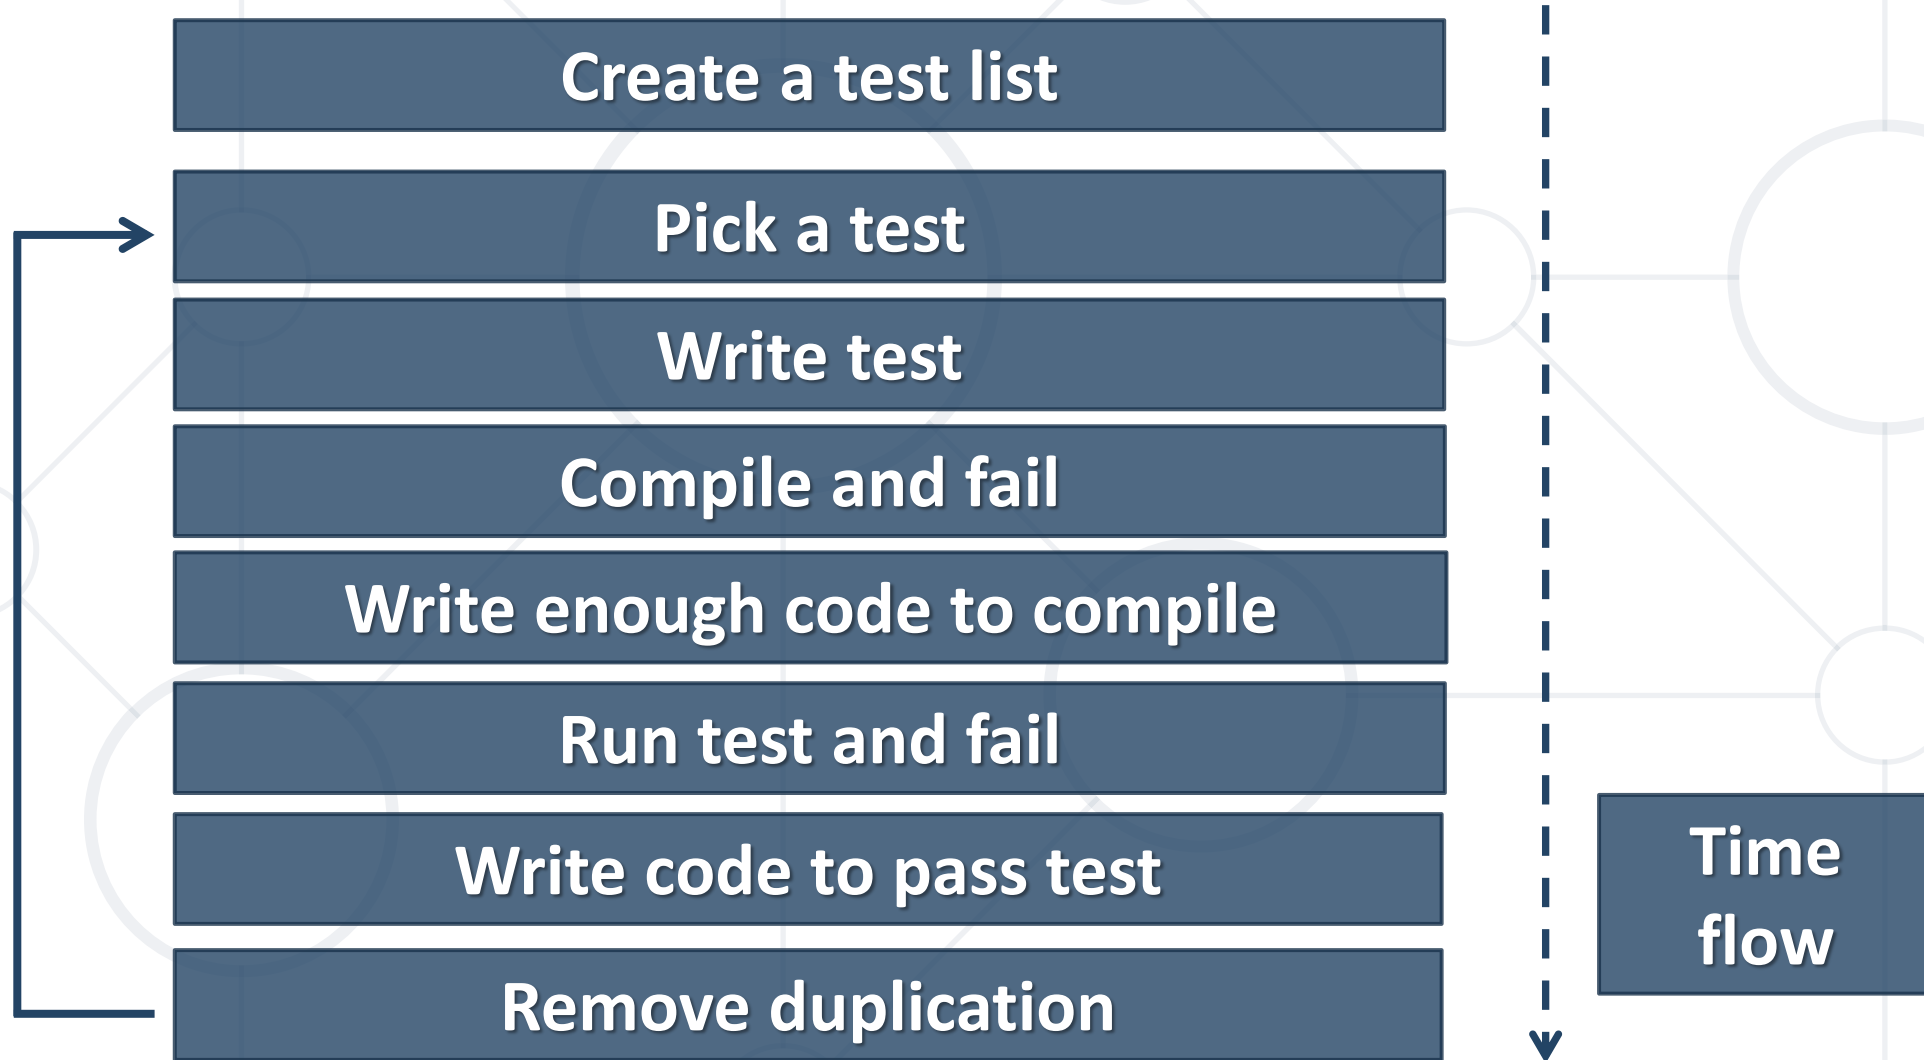 Create a test list
Pick a test
Write test
Compile and fail
Write enough code to compile
Run test and fail
Write code to pass test
Remove duplication
Time
flow